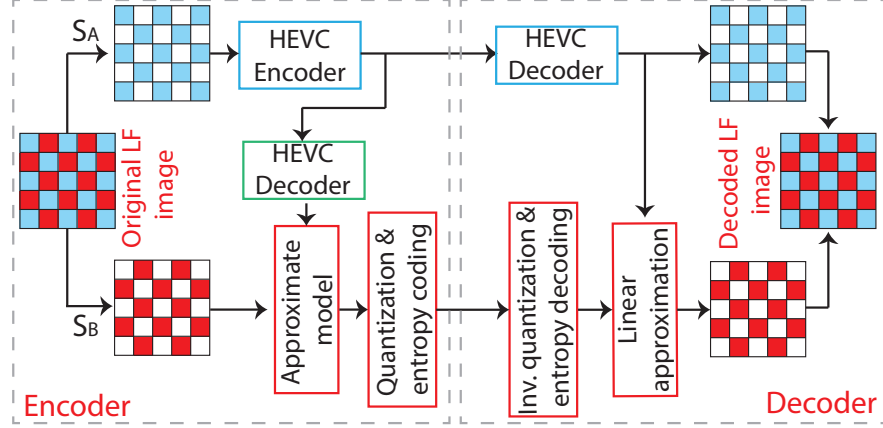 SA
HEVC
Encoder
HEVC
Decoder
HEVC
Decoder
Original LF
image
Decoded LF
image
SB
Approximate
model
Quantization &
entropy coding
Inv. quantization &
entropy decoding
Linear
approximation
Encoder
Decoder